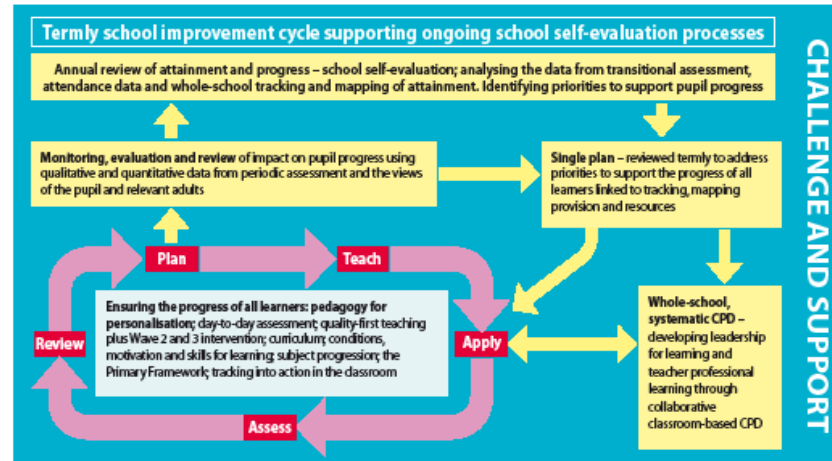 Termly school improvement cycle supporting ongoing school self-evaluation processes
Annual review of attainment and progress – school self-evaluation; analysing the data from transitional assessment,
attendance data and whole-school tracking and mapping of attainment. Identifying priorities to support pupil progress
Monitoring, evaluation and review of impact on pupil progress using
qualitative and quantitative data from periodic assessment and the views
of the pupil and relevant adults
Single plan – reviewed termly to address
priorities to support the progress of all
learners linked to tracking, mapping
provision and resources
Plan
Teach
Ensuring the progress of all learners: pedagogy for
personalisation; day-to-day assessment; quality-first teaching
plus Wave 2 and 3 intervention; curriculum; conditions,
motivation and skills for learning; subject progression; the
Primary Framework; tracking into action in the classroom
Review
Apply
Assess
Whole-school,
systematic CPD –
developing leadership
for learning and
teacher professional
learning through
collaborative
classroom-based CPD
CHALLENGE AND SUPPORT